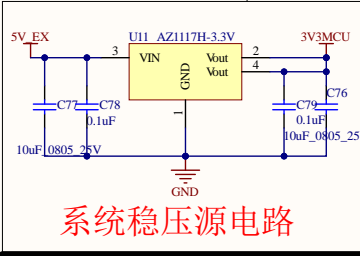 5V_EX
U11 AZ1117H-3.3V
3V3MCU
3
VIN
Vout
2
Vout
4
GND
1
C77
C78
0.1uF
10uF_0805_25V
C76
C79
0.1uF
10uF_0805_25
GND
系统稳压源电路